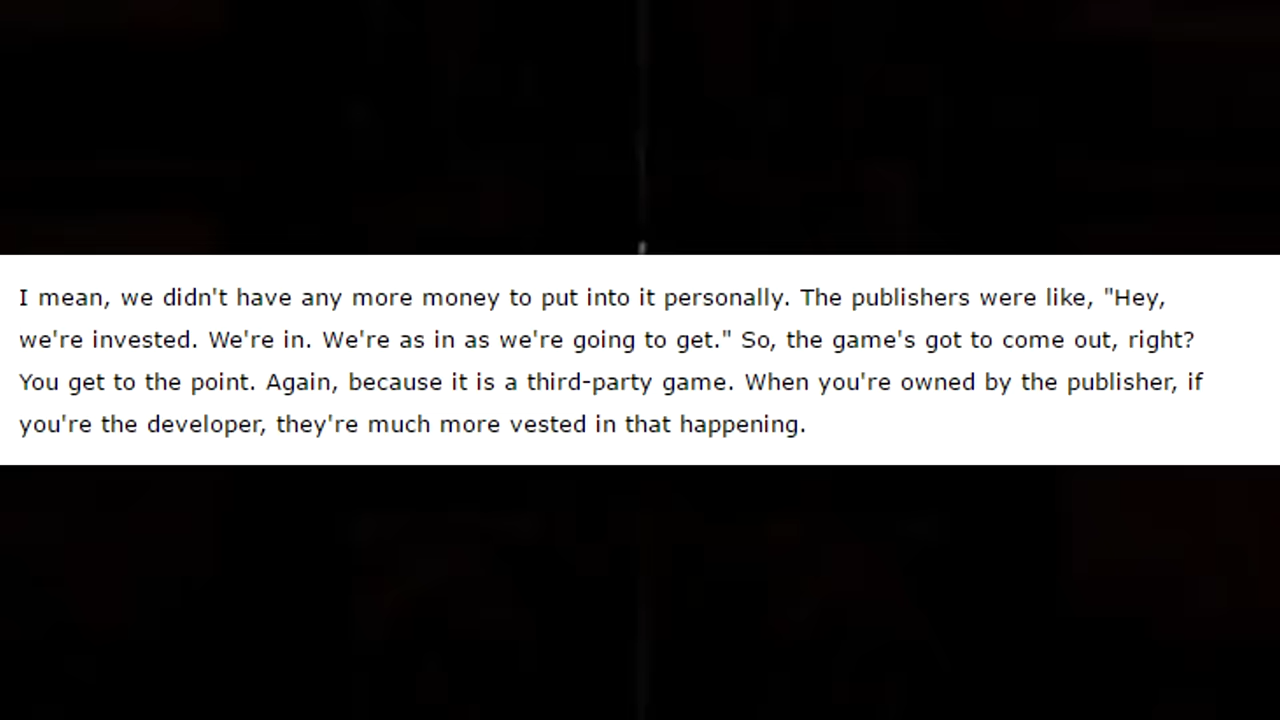 I mean, we didn't have any more money to put into it personally. The publishers were like, "Hey,
we're invested. We're in. We're as in as we're going to get." So, the game's got to come out, right?
You get to the point. Again, because it is a third-party game. When you're owned by the publisher, if
you're the developer, they're much more vested in that happening.